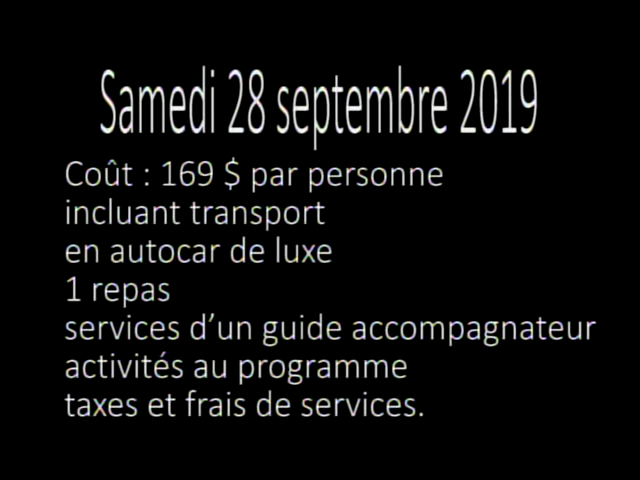 Samedi 28 septembre 2019
Coût : 169 $ par personne
incluant transport
en autocar de luxe
1 repas
services d’un guide accompagnateur
activités au programme
taxes et frais de services.